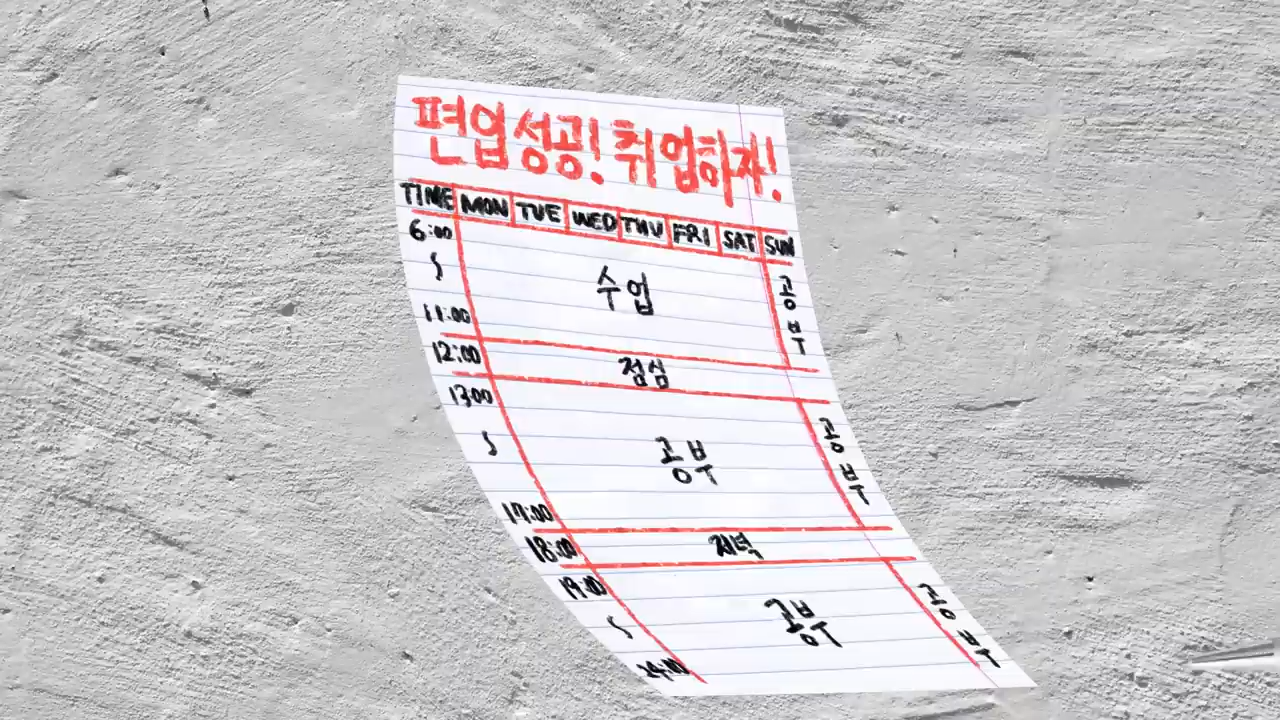 편업성공! 취업하자!
TIME MON TUE WED THU FRI SAT SUN
6:00
~
11:00
수업
공부
12:00
점심
13:00
~
17:00
공부
공부
18:00
저녁
19:00
~
24:00
공부
공부